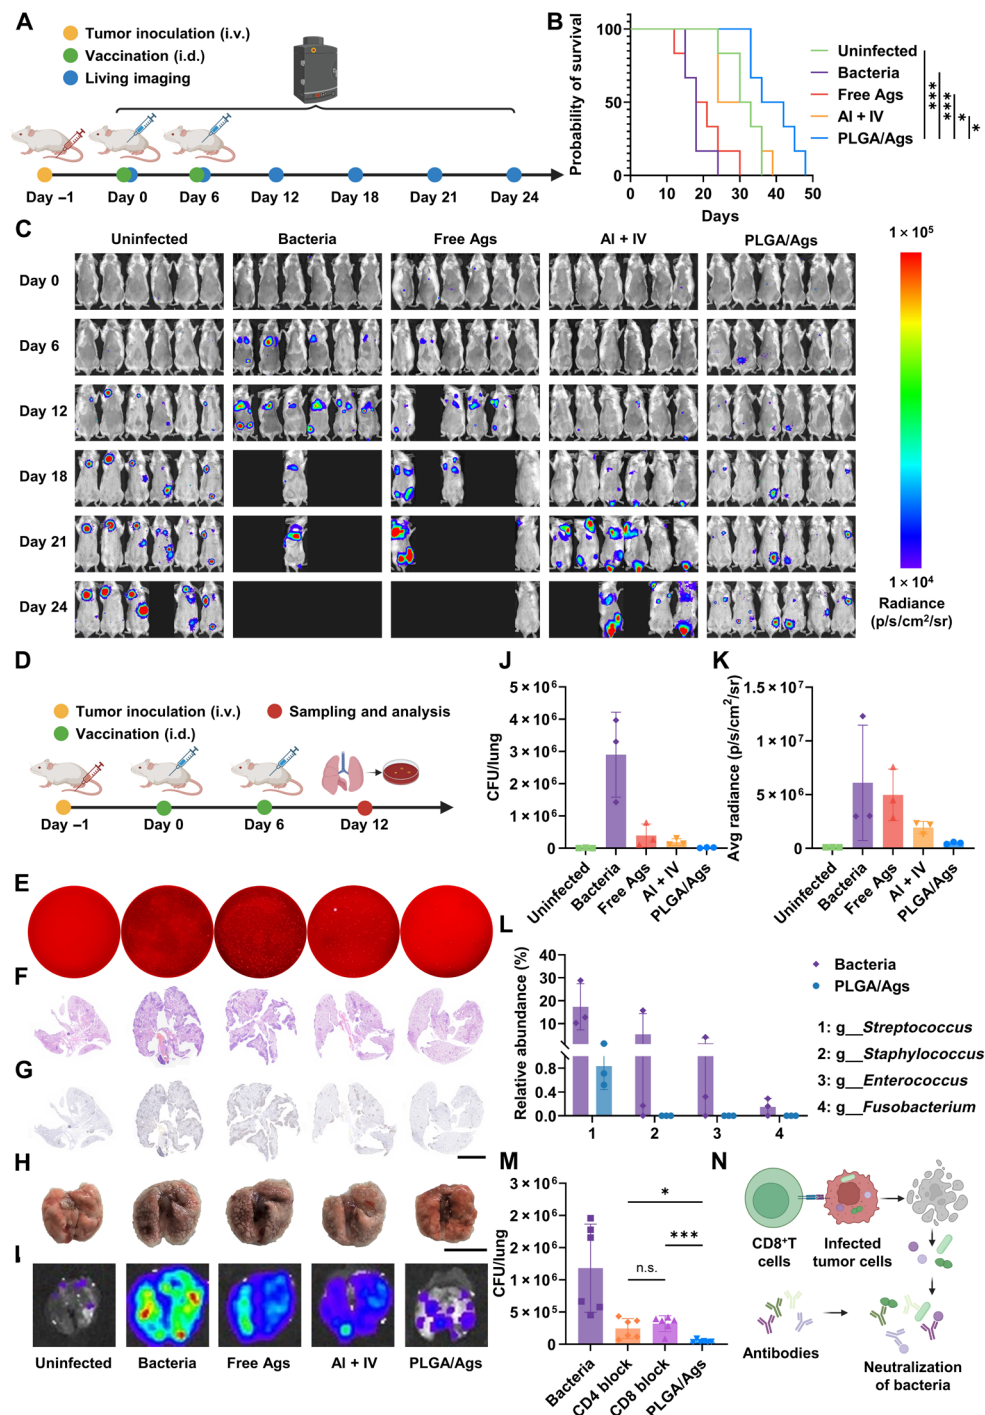 A
Tumor inoculation (i.v.)
Vaccination (i.d.)
Living imaging
Day –1
Day 0
Day 6
Day 12
Day 18
Day 21
Day 24
B
Probability of survival
100
50
0
0 10 20 30 40 50
Days
Uninfected
Bacteria
Free Ags
Al + IV
PLGA/Ags
***
***
*
*
C
Uninfected
Bacteria
Free Ags
Al + IV
PLGA/Ags
Day 0
Day 6
Day 12
Day 18
Day 21
Day 24
1 × 10⁵
1 × 10⁴
Radiance
(p/s/cm²/sr)
D
Tumor inoculation (i.v.)
Vaccination (i.d.)
Sampling and analysis
Day –1
Day 0
Day 6
Day 12
J
CFU/lung
5 × 10⁶
4 × 10⁶
3 × 10⁶
2 × 10⁶
1 × 10⁶
0
Uninfected
Bacteria
Free Ags
Al + IV
PLGA/Ags
K
Avg radiance (p/s/cm²/sr)
1.5 × 10⁷
1 × 10⁷
5 × 10⁶
0
Uninfected
Bacteria
Free Ags
Al + IV
PLGA/Ags
E
F
G
H
I
Uninfected
Bacteria
Free Ags
Al + IV
PLGA/Ags
L
Relative abundance (%)
40
30
20
10
0.8
0.4
0.0
1 2 3 4
Bacteria
PLGA/Ags
1: g__Streptococcus
2: g__Staphylococcus
3: g__Enterococcus
4: g__Fusobacterium
M
CFU/lung
3 × 10⁶
2 × 10⁶
2 × 10⁶
1 × 10⁶
5 × 10⁵
0
*
***
n.s.
Bacteria
CD4 block
CD8 block
PLGA/Ags
N
CD8⁺T
cells
Infected
tumor cells
Antibodies
Neutralization
of bacteria